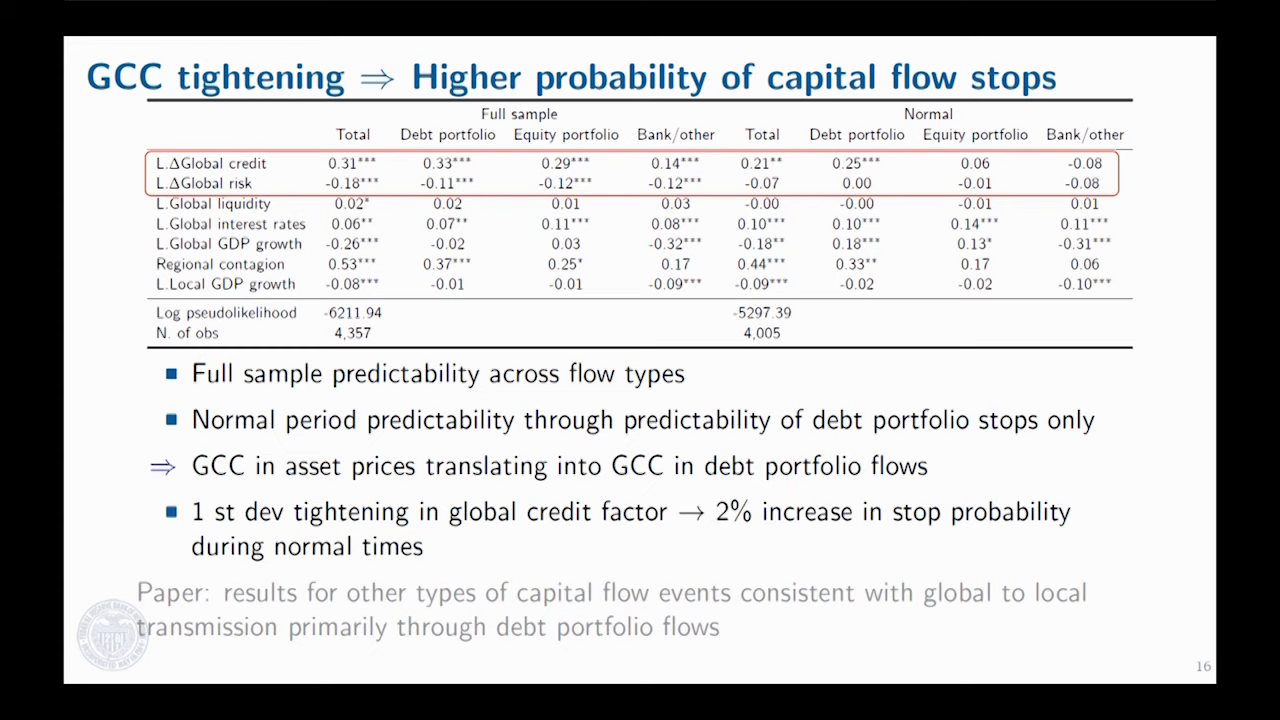 GCC tightening ⇒ Higher probability of capital flow stops
Full sample Normal
Total Debt portfolio Equity portfolio Bank/other Total Debt portfolio Equity portfolio Bank/other
L.ΔGlobal credit 0.31*** 0.33*** 0.29*** 0.14*** 0.21** 0.25*** 0.06 -0.08
L.ΔGlobal risk -0.18*** -0.11*** -0.12*** -0.12*** -0.07 0.00 -0.01 -0.08
L.Global liquidity 0.02* 0.02 0.01 0.03 -0.00 -0.00 -0.01 0.01
L.Global interest rates 0.06** 0.07** 0.11*** 0.08*** 0.10*** 0.10*** 0.14*** 0.11***
L.Global GDP growth -0.26*** -0.02 0.03 -0.32*** -0.18** 0.18*** 0.13* -0.31***
Regional contagion 0.53*** 0.37*** 0.25* 0.17 0.44*** 0.33** 0.17 0.06
L.Local GDP growth -0.08*** -0.01 -0.01 -0.09*** -0.09*** -0.02 -0.02 -0.10***
Log pseudolikelihood -6211.94 -5297.39
N. of obs 4,357 4,005
■ Full sample predictability across flow types
■ Normal period predictability through predictability of debt portfolio stops only
⇒ GCC in asset prices translating into GCC in debt portfolio flows
■ 1 st dev tightening in global credit factor → 2% increase in stop probability
during normal times
Paper: results for other types of capital flow events consistent with global to local
transmission primarily through debt portfolio flows
16